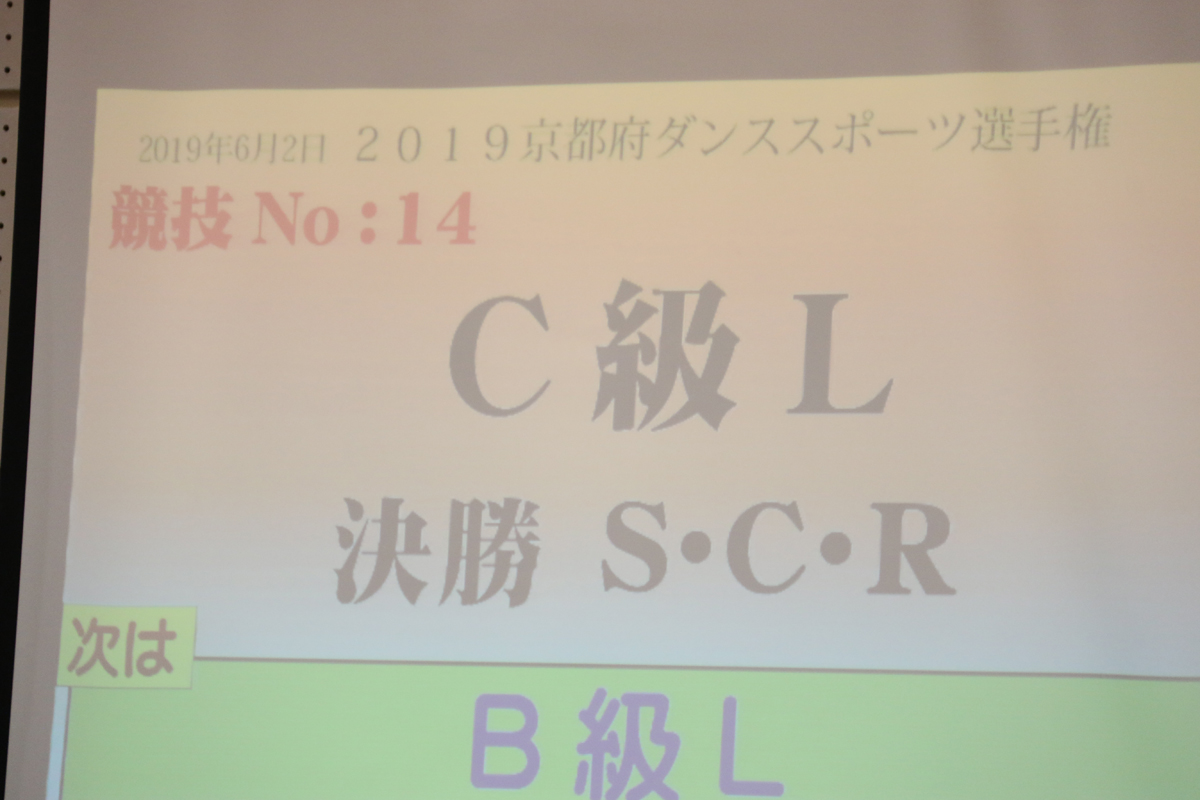 2019年6月2日 ２０１９京都府ダンススポーツ選手権
競技 No：14
C 級 L
決勝 S・C・R
次は
B 級 L